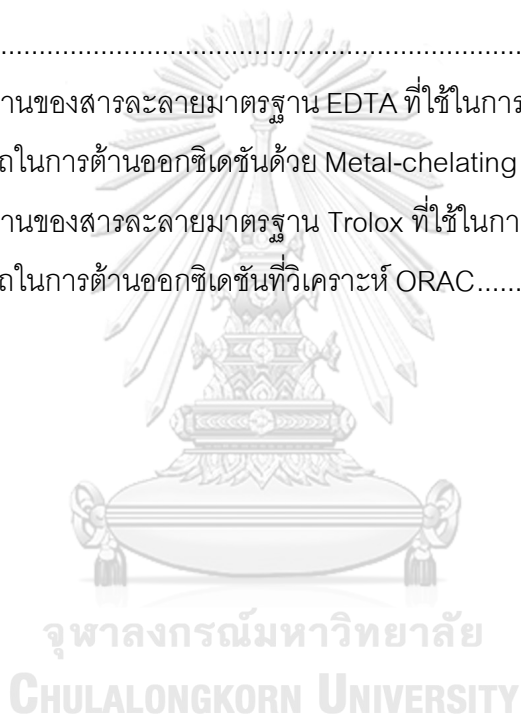 ......................................................................
านของสารละลายมาตรฐาน EDTA ที่ใช้ในการ
ถในการต้านออกซิเดชันด้วย Metal-chelating
านของสารละลายมาตรฐาน Trolox ที่ใช้ในกา
ถในการต้านออกซิเดชันที่วิเคราะห์ ORAC......
จุฬาลงกรณ์มหาวิทยาลัย
CHULALONGKORN UNIVERSITY